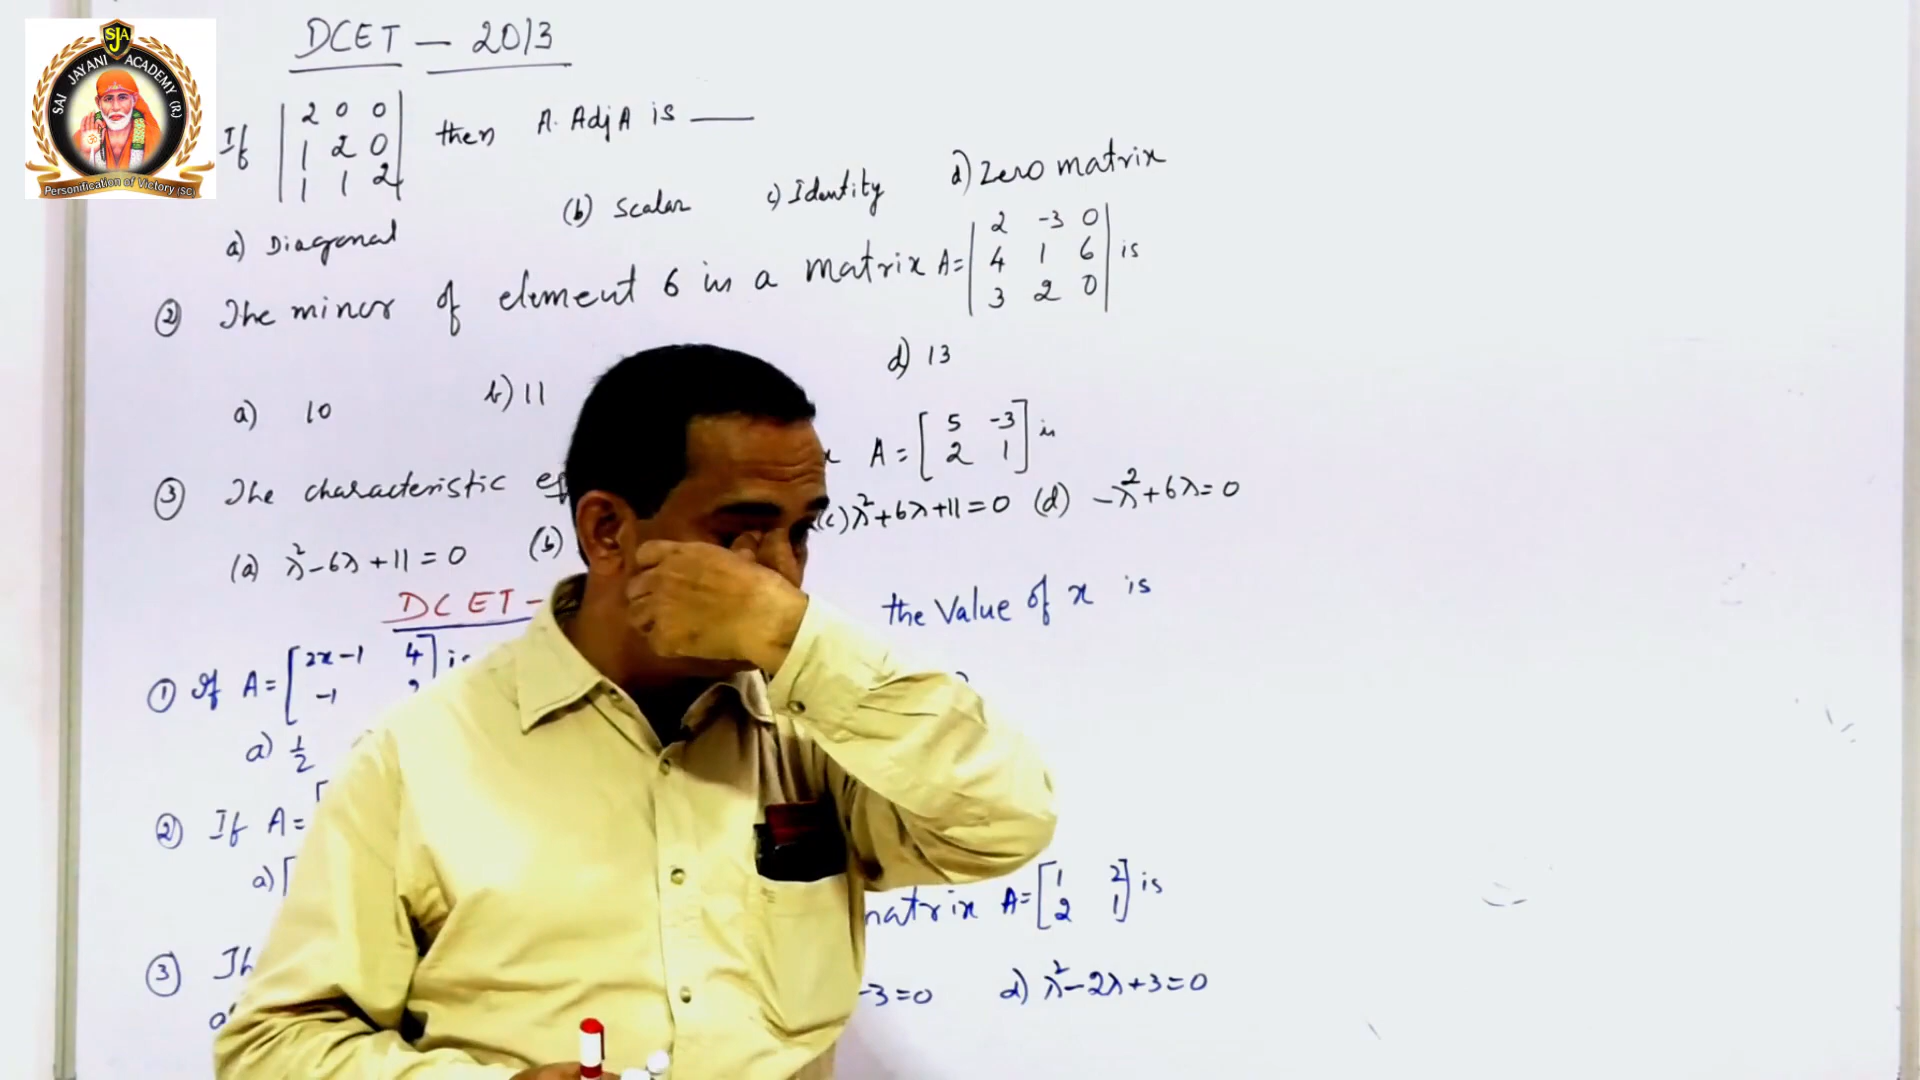 SJA
SAI JAYANI ACADEMY (R.)
Personification of Victory (SC)
DCET - 2013
If | 2 0 0 | then A. Adj A is ___
| 1 2 0 |
| 1 1 2 |
a) Diagonal (b) Scalar c) Identity d) Zero matrix
② The minor of element 6 in a matrix A= | 2 -3 0 | is
| 4 1 6 |
| 3 2 0 |
a) 10 b) 11 d) 13
③ The characteristic A = [ 5 -3 ] is
[ 2 1 ]
(a) λ²-6λ+11=0 (b) (c) λ²+6λ+11=0 (d) -λ²+6λ=0
DCET-
① If A= [ 2x-1 4 ] is the Value of x is
[ -1 ]
a) 1/2
② If A=
a) [
③ matrix A= [ 1 2 ] is
[ 2 1 ]
-3=0 d) λ²-2λ+3=0